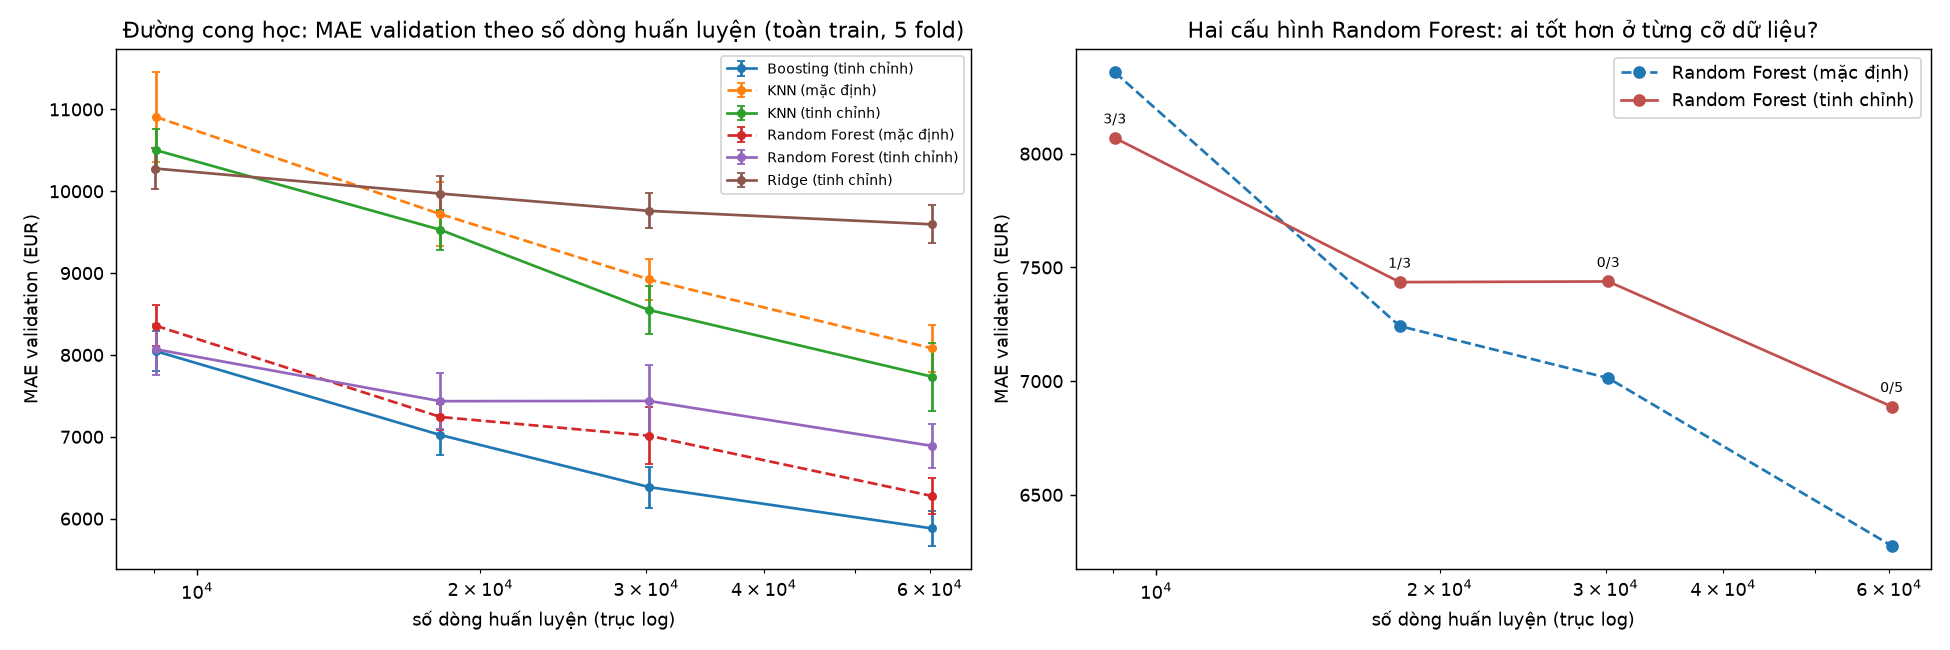 Đường cong học: MAE validation theo số dòng huấn luyện (toàn train, 5 fold)
MAE validation (EUR)
11000
10000
9000
8000
7000
6000
Boosting (tinh chỉnh)
KNN (mặc định)
KNN (tinh chỉnh)
Random Forest (mặc định)
Random Forest (tinh chỉnh)
Ridge (tinh chỉnh)
10⁴
2 × 10⁴
3 × 10⁴
4 × 10⁴
6 × 10⁴
số dòng huấn luyện (trục log)
Hai cấu hình Random Forest: ai tốt hơn ở từng cỡ dữ liệu?
MAE validation (EUR)
8000
7500
7000
6500
Random Forest (mặc định)
Random Forest (tinh chỉnh)
3/3
1/3
0/3
0/5
10⁴
2 × 10⁴
3 × 10⁴
4 × 10⁴
6 × 10⁴
số dòng huấn luyện (trục log)